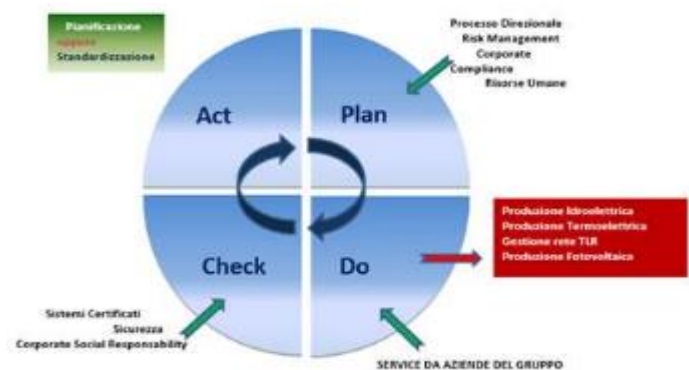 Pianificazione
oppure
Standardizzazione
Processo Direzionale
Risk Management
Corporate
Compliance
Risorse Umane
Act
Plan
Produzione Idroelettrica
Produzione Termoelettrica
Gestione rete TLR
Produzione Fotovoltaica
Check
Do
Sistemi Certificati
Sicurezza
Corporate Social Responsability
SERVICE DA AZIENDE DEL GRUPPO